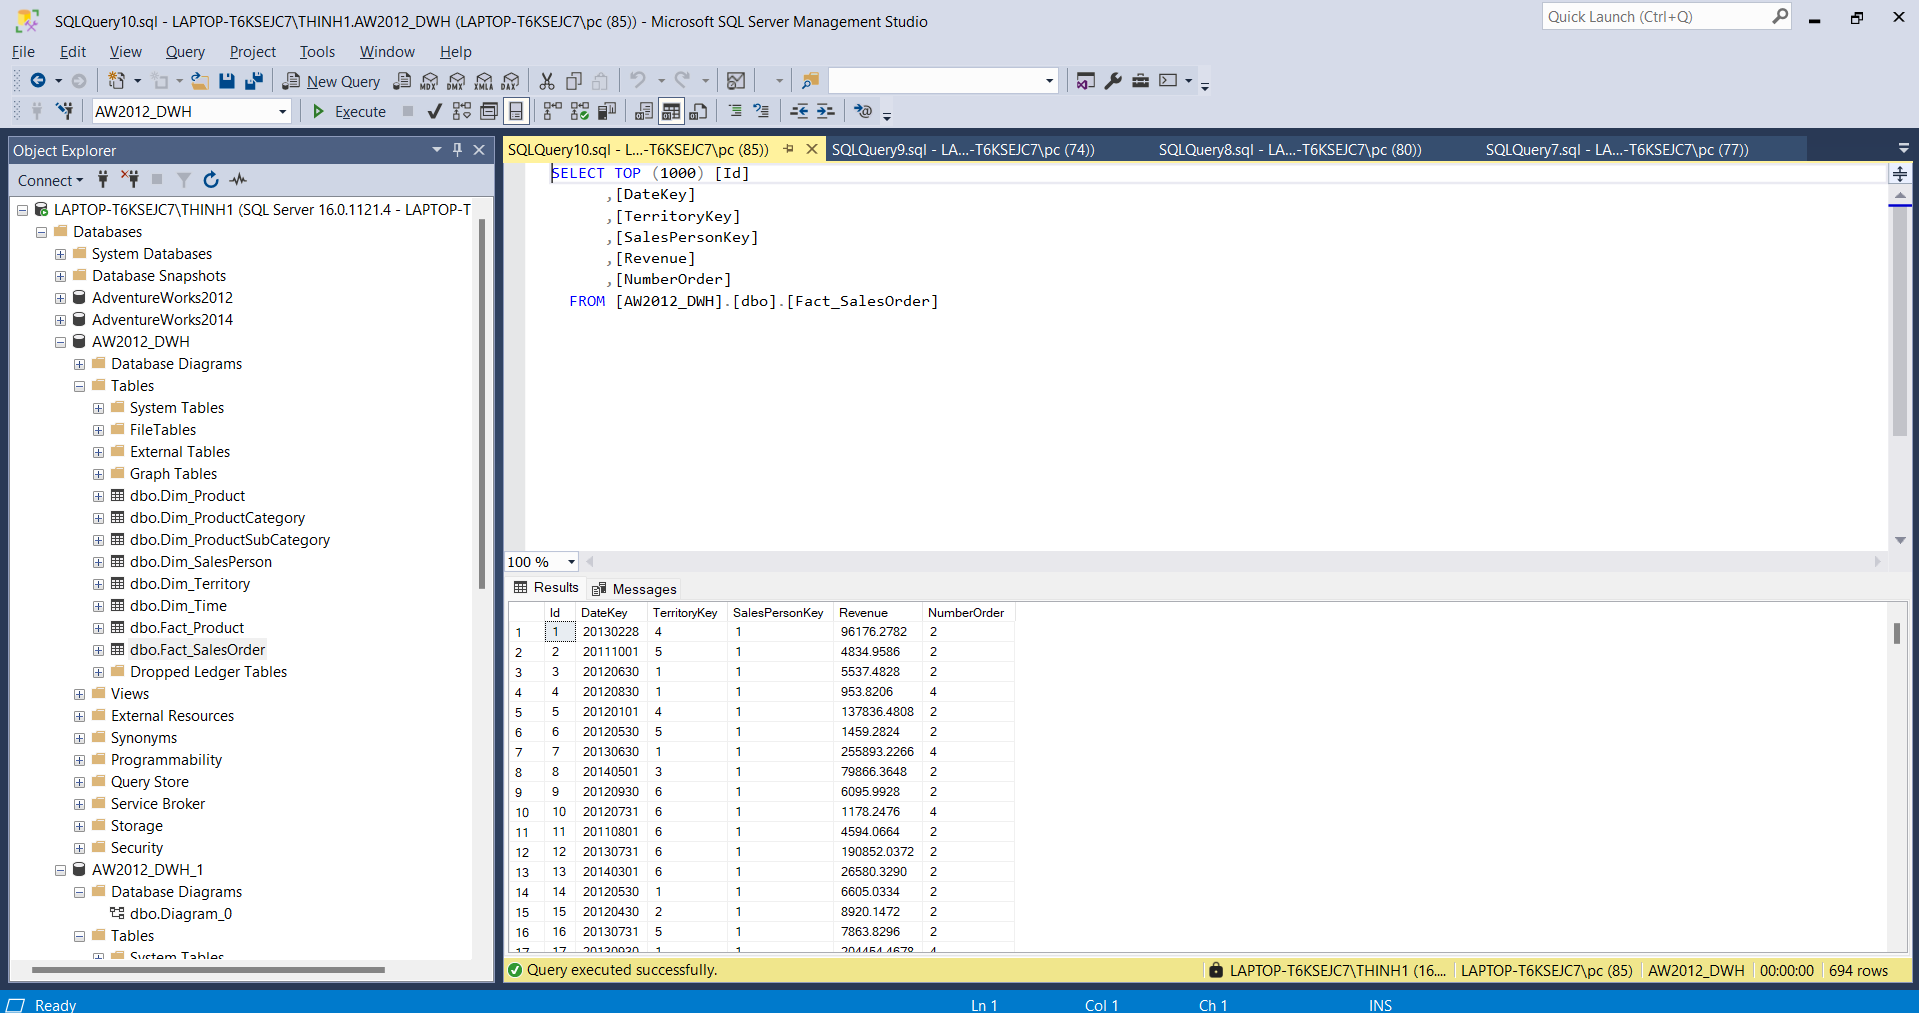 SQLQuery10.sql - LAPTOP-T6KSEJC7\THINH1.AW2012_DWH (LAPTOP-T6KSEJC7\pc (85)) - Microsoft SQL Server Management Studio
Quick Launch (Ctrl+Q)
File Edit View Query Project Tools Window Help
New Query MDX DMX XMLA DAX
AW2012_DWH Execute
Object Explorer
Connect
LAPTOP-T6KSEJC7\THINH1 (SQL Server 16.0.1121.4 - LAPTOP-T
Databases
System Databases
Database Snapshots
AdventureWorks2012
AdventureWorks2014
AW2012_DWH
Database Diagrams
Tables
System Tables
FileTables
External Tables
Graph Tables
dbo.Dim_Product
dbo.Dim_ProductCategory
dbo.Dim_ProductSubCategory
dbo.Dim_SalesPerson
dbo.Dim_Territory
dbo.Dim_Time
dbo.Fact_Product
dbo.Fact_SalesOrder
Dropped Ledger Tables
Views
External Resources
Synonyms
Programmability
Query Store
Service Broker
Storage
Security
AW2012_DWH_1
Database Diagrams
dbo.Diagram_0
Tables
System Tables
SQLQuery10.sql - L...-T6KSEJC7\pc (85)) SQLQuery9.sql - LA...-T6KSEJC7\pc (74)) SQLQuery8.sql - LA...-T6KSEJC7\pc (80)) SQLQuery7.sql - LA...-T6KSEJC7\pc (77))
SELECT TOP (1000) [Id]
,[DateKey]
,[TerritoryKey]
,[SalesPersonKey]
,[Revenue]
,[NumberOrder]
FROM [AW2012_DWH].[dbo].[Fact_SalesOrder]
100 %
Results Messages
Id DateKey TerritoryKey SalesPersonKey Revenue NumberOrder
1 1 20130228 4 1 96176.2782 2
2 2 20111001 5 1 4834.9586 2
3 3 20120630 1 1 5537.4828 2
4 4 20120830 1 1 953.8206 4
5 5 20120101 4 1 137836.4808 2
6 6 20120530 5 1 1459.2824 2
7 7 20130630 1 1 255893.2266 4
8 8 20140501 3 1 79866.3648 2
9 9 20120930 6 1 6095.9928 2
10 10 20120731 6 1 1178.2476 4
11 11 20110801 6 1 4594.0664 2
12 12 20130731 6 1 190852.0372 2
13 13 20140301 6 1 26580.3290 2
14 14 20120530 1 1 6605.0334 2
15 15 20120430 2 1 8920.1472 2
16 16 20130731 5 1 7863.8296 2
17 17 20130930 1 1 204454.4678 4
Query executed successfully. LAPTOP-T6KSEJC7\THINH1 (16.... LAPTOP-T6KSEJC7\pc (85) AW2012_DWH 00:00:00 694 rows
Ready Ln 1 Col 1 Ch 1 INS